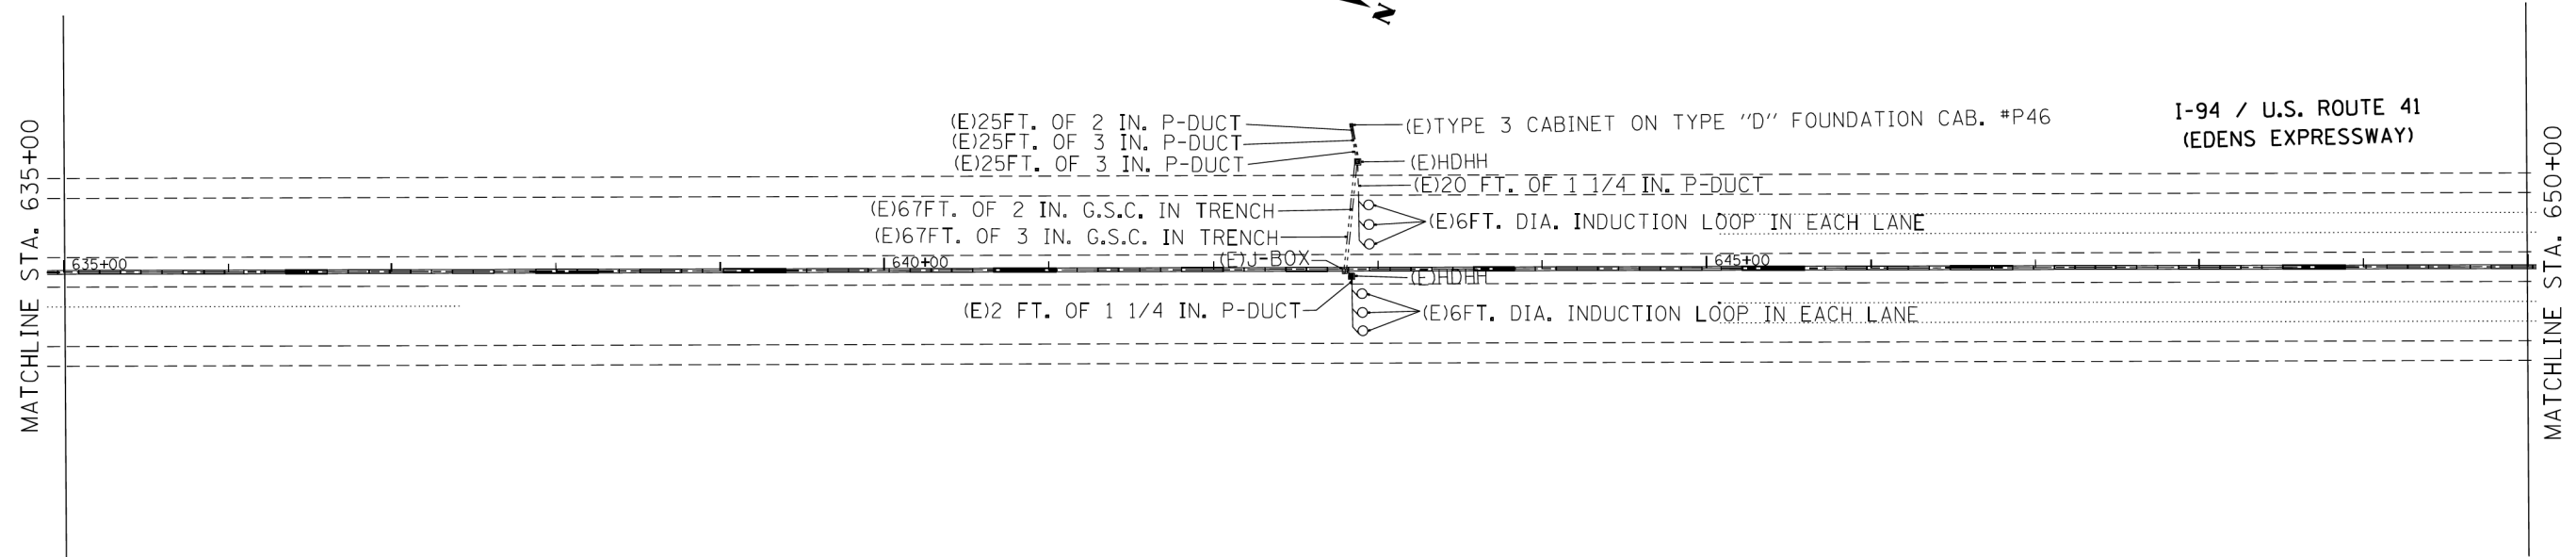 N
MATCHLINE STA. 635+00
(E)25FT. OF 2 IN. P-DUCT
(E)25FT. OF 3 IN. P-DUCT
(E)25FT. OF 3 IN. P-DUCT
(E)TYPE 3 CABINET ON TYPE "D" FOUNDATION CAB. #P46
I-94 / U.S. ROUTE 41
(EDENS EXPRESSWAY)
(E)HDHH
(E)20 FT. OF 1 1/4 IN. P-DUCT
(E)67FT. OF 2 IN. G.S.C. IN TRENCH
(E)67FT. OF 3 IN. G.S.C. IN TRENCH
(E)6FT. DIA. INDUCTION LOOP IN EACH LANE
(E)J-BOX
635+00
640+00
645+00
(E)HDHH
(E)2 FT. OF 1 1/4 IN. P-DUCT
(E)6FT. DIA. INDUCTION LOOP IN EACH LANE
MATCHLINE STA. 650+00